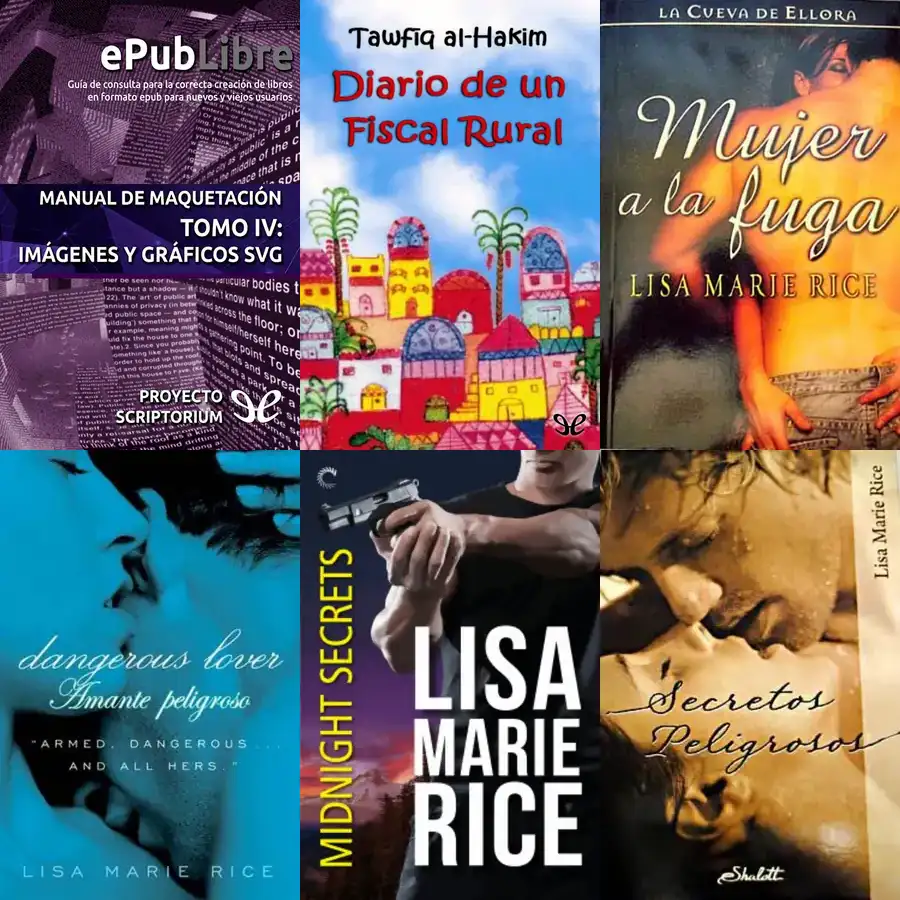 ePubLibre
Guía de consulta para la correcta creación de libros
en formato epub para nuevos y viejos usuarios
MANUAL DE MAQUETACIÓN
TOMO IV:
IMÁGENES Y GRÁFICOS SVG
PROYECTO
SCRIPTORIUM
Tawfiq al-Hakim
Diario de un
Fiscal Rural
LA CUEVA DE ELLORA
Mujer
a la fuga
LISA MARIE RICE
dangerous lover
Amante peligroso
"ARMED, DANGEROUS...
AND ALL HERS."
LISA MARIE RICE
MIDNIGHT SECRETS
LISA
MARIE
RICE
Lisa Marie Rice
Secretos
Peligrosos
Shalott